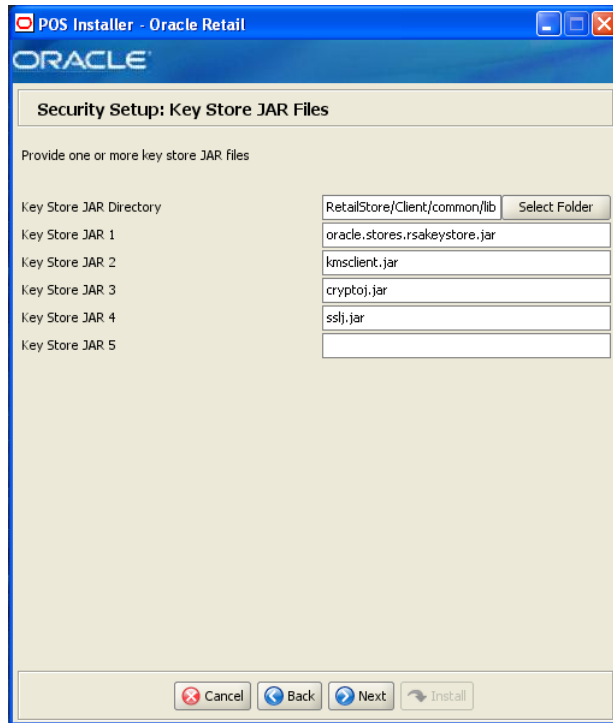 POS Installer - Oracle Retail
ORACLE
Security Setup: Key Store JAR Files
Provide one or more key store JAR files
Key Store JAR Directory RetailStore/Client/common/lib Select Folder
Key Store JAR 1 oracle.stores.rsakeystore.jar
Key Store JAR 2 kmsclient.jar
Key Store JAR 3 cryptoj.jar
Key Store JAR 4 sslj.jar
Key Store JAR 5
Cancel Back Next Install